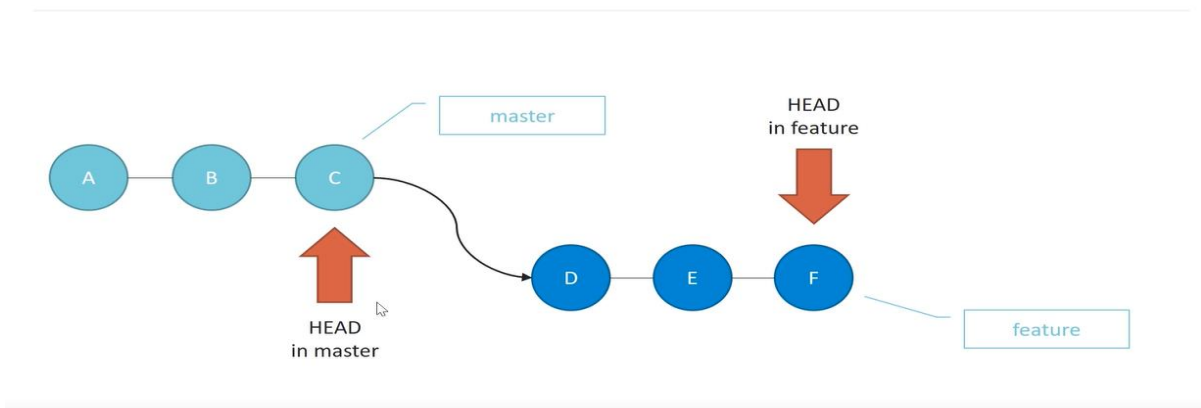 master
HEAD
in feature
A
B
C
D
E
F
HEAD
in master
feature